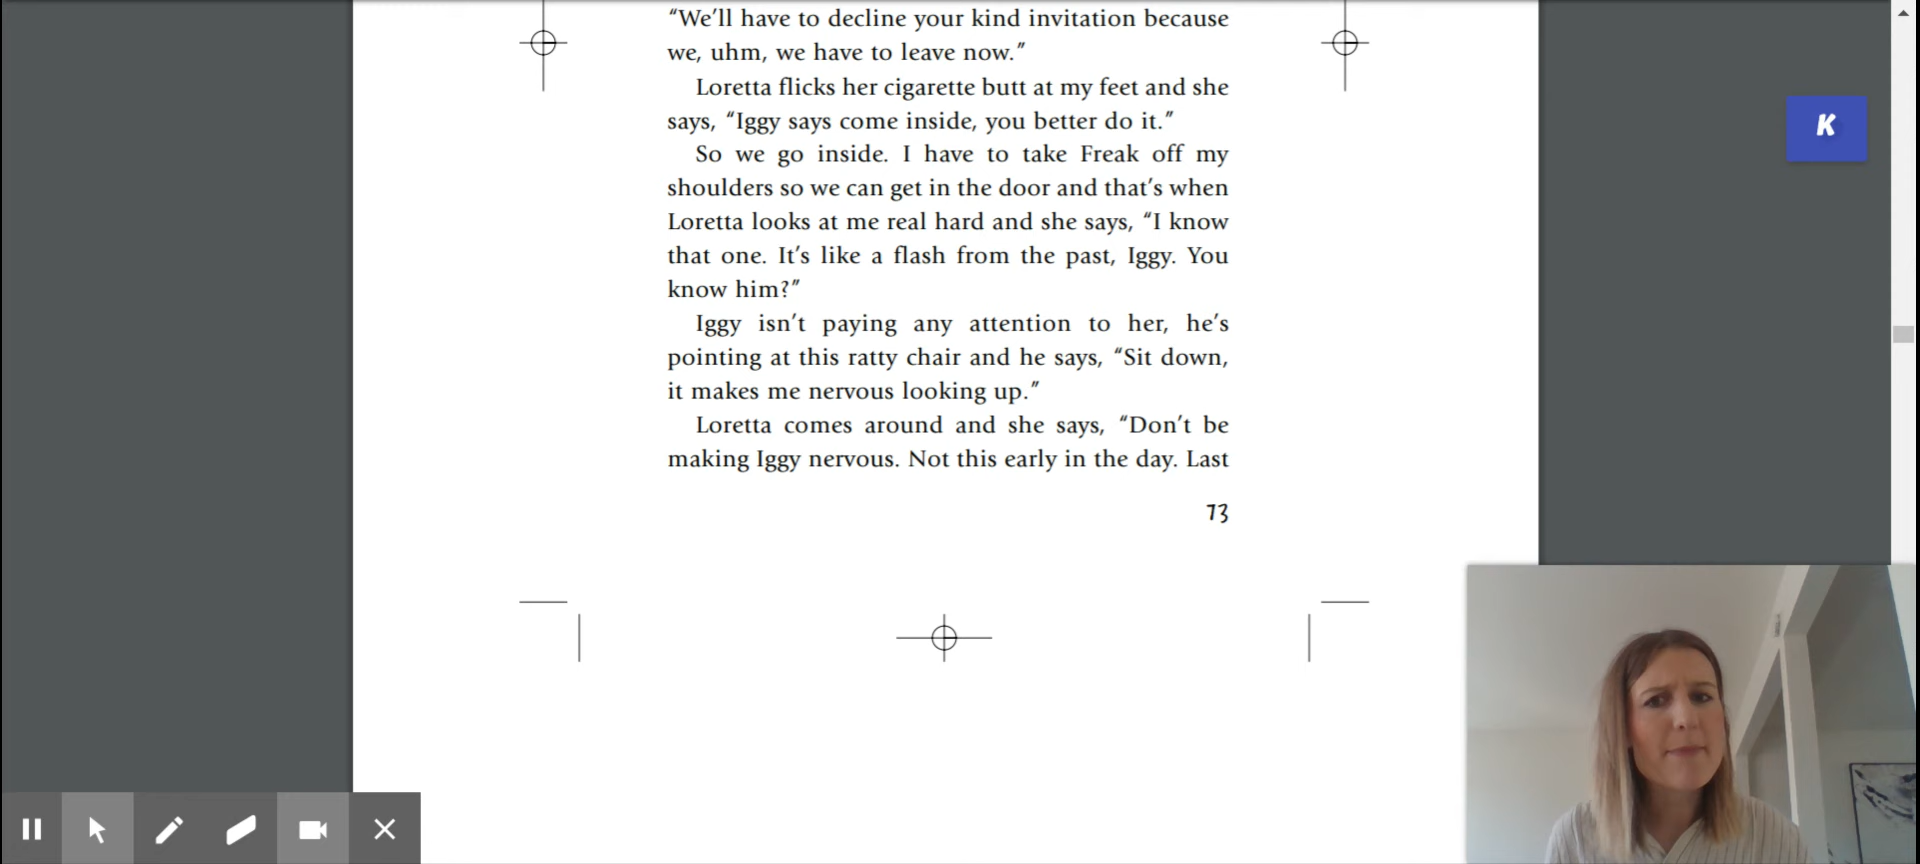 “We’ll have to decline your kind invitation because
we, uhm, we have to leave now.”
Loretta flicks her cigarette butt at my feet and she
says, “Iggy says come inside, you better do it.”
So we go inside. I have to take Freak off my
shoulders so we can get in the door and that’s when
Loretta looks at me real hard and she says, “I know
that one. It’s like a flash from the past, Iggy. You
know him?”
Iggy isn’t paying any attention to her, he’s
pointing at this ratty chair and he says, “Sit down,
it makes me nervous looking up.”
Loretta comes around and she says, “Don’t be
making Iggy nervous. Not this early in the day. Last
73
K